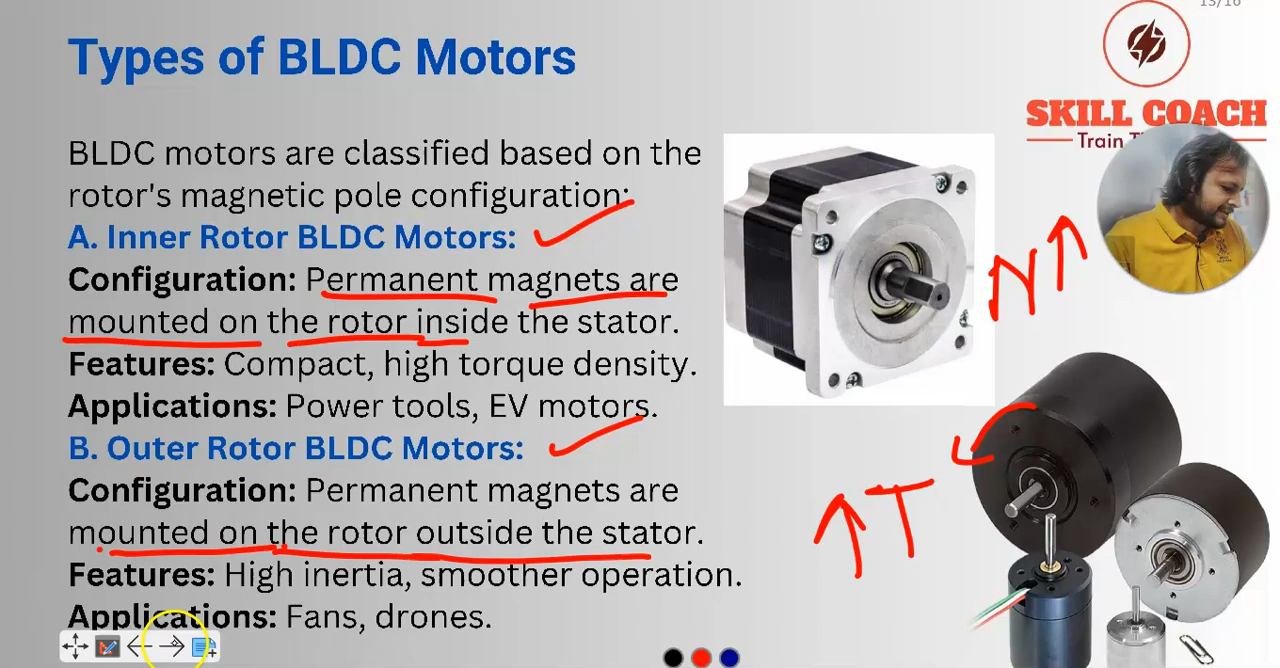 13/16
Types of BLDC Motors
SKILL COACH
Train
BLDC motors are classified based on the
rotor's magnetic pole configuration:
A. Inner Rotor BLDC Motors:
Configuration: Permanent magnets are
mounted on the rotor inside the stator.
Features: Compact, high torque density.
Applications: Power tools, EV motors.
B. Outer Rotor BLDC Motors:
Configuration: Permanent magnets are
mounted on the rotor outside the stator.
Features: High inertia, smoother operation.
Applications: Fans, drones.
N↑
↑T